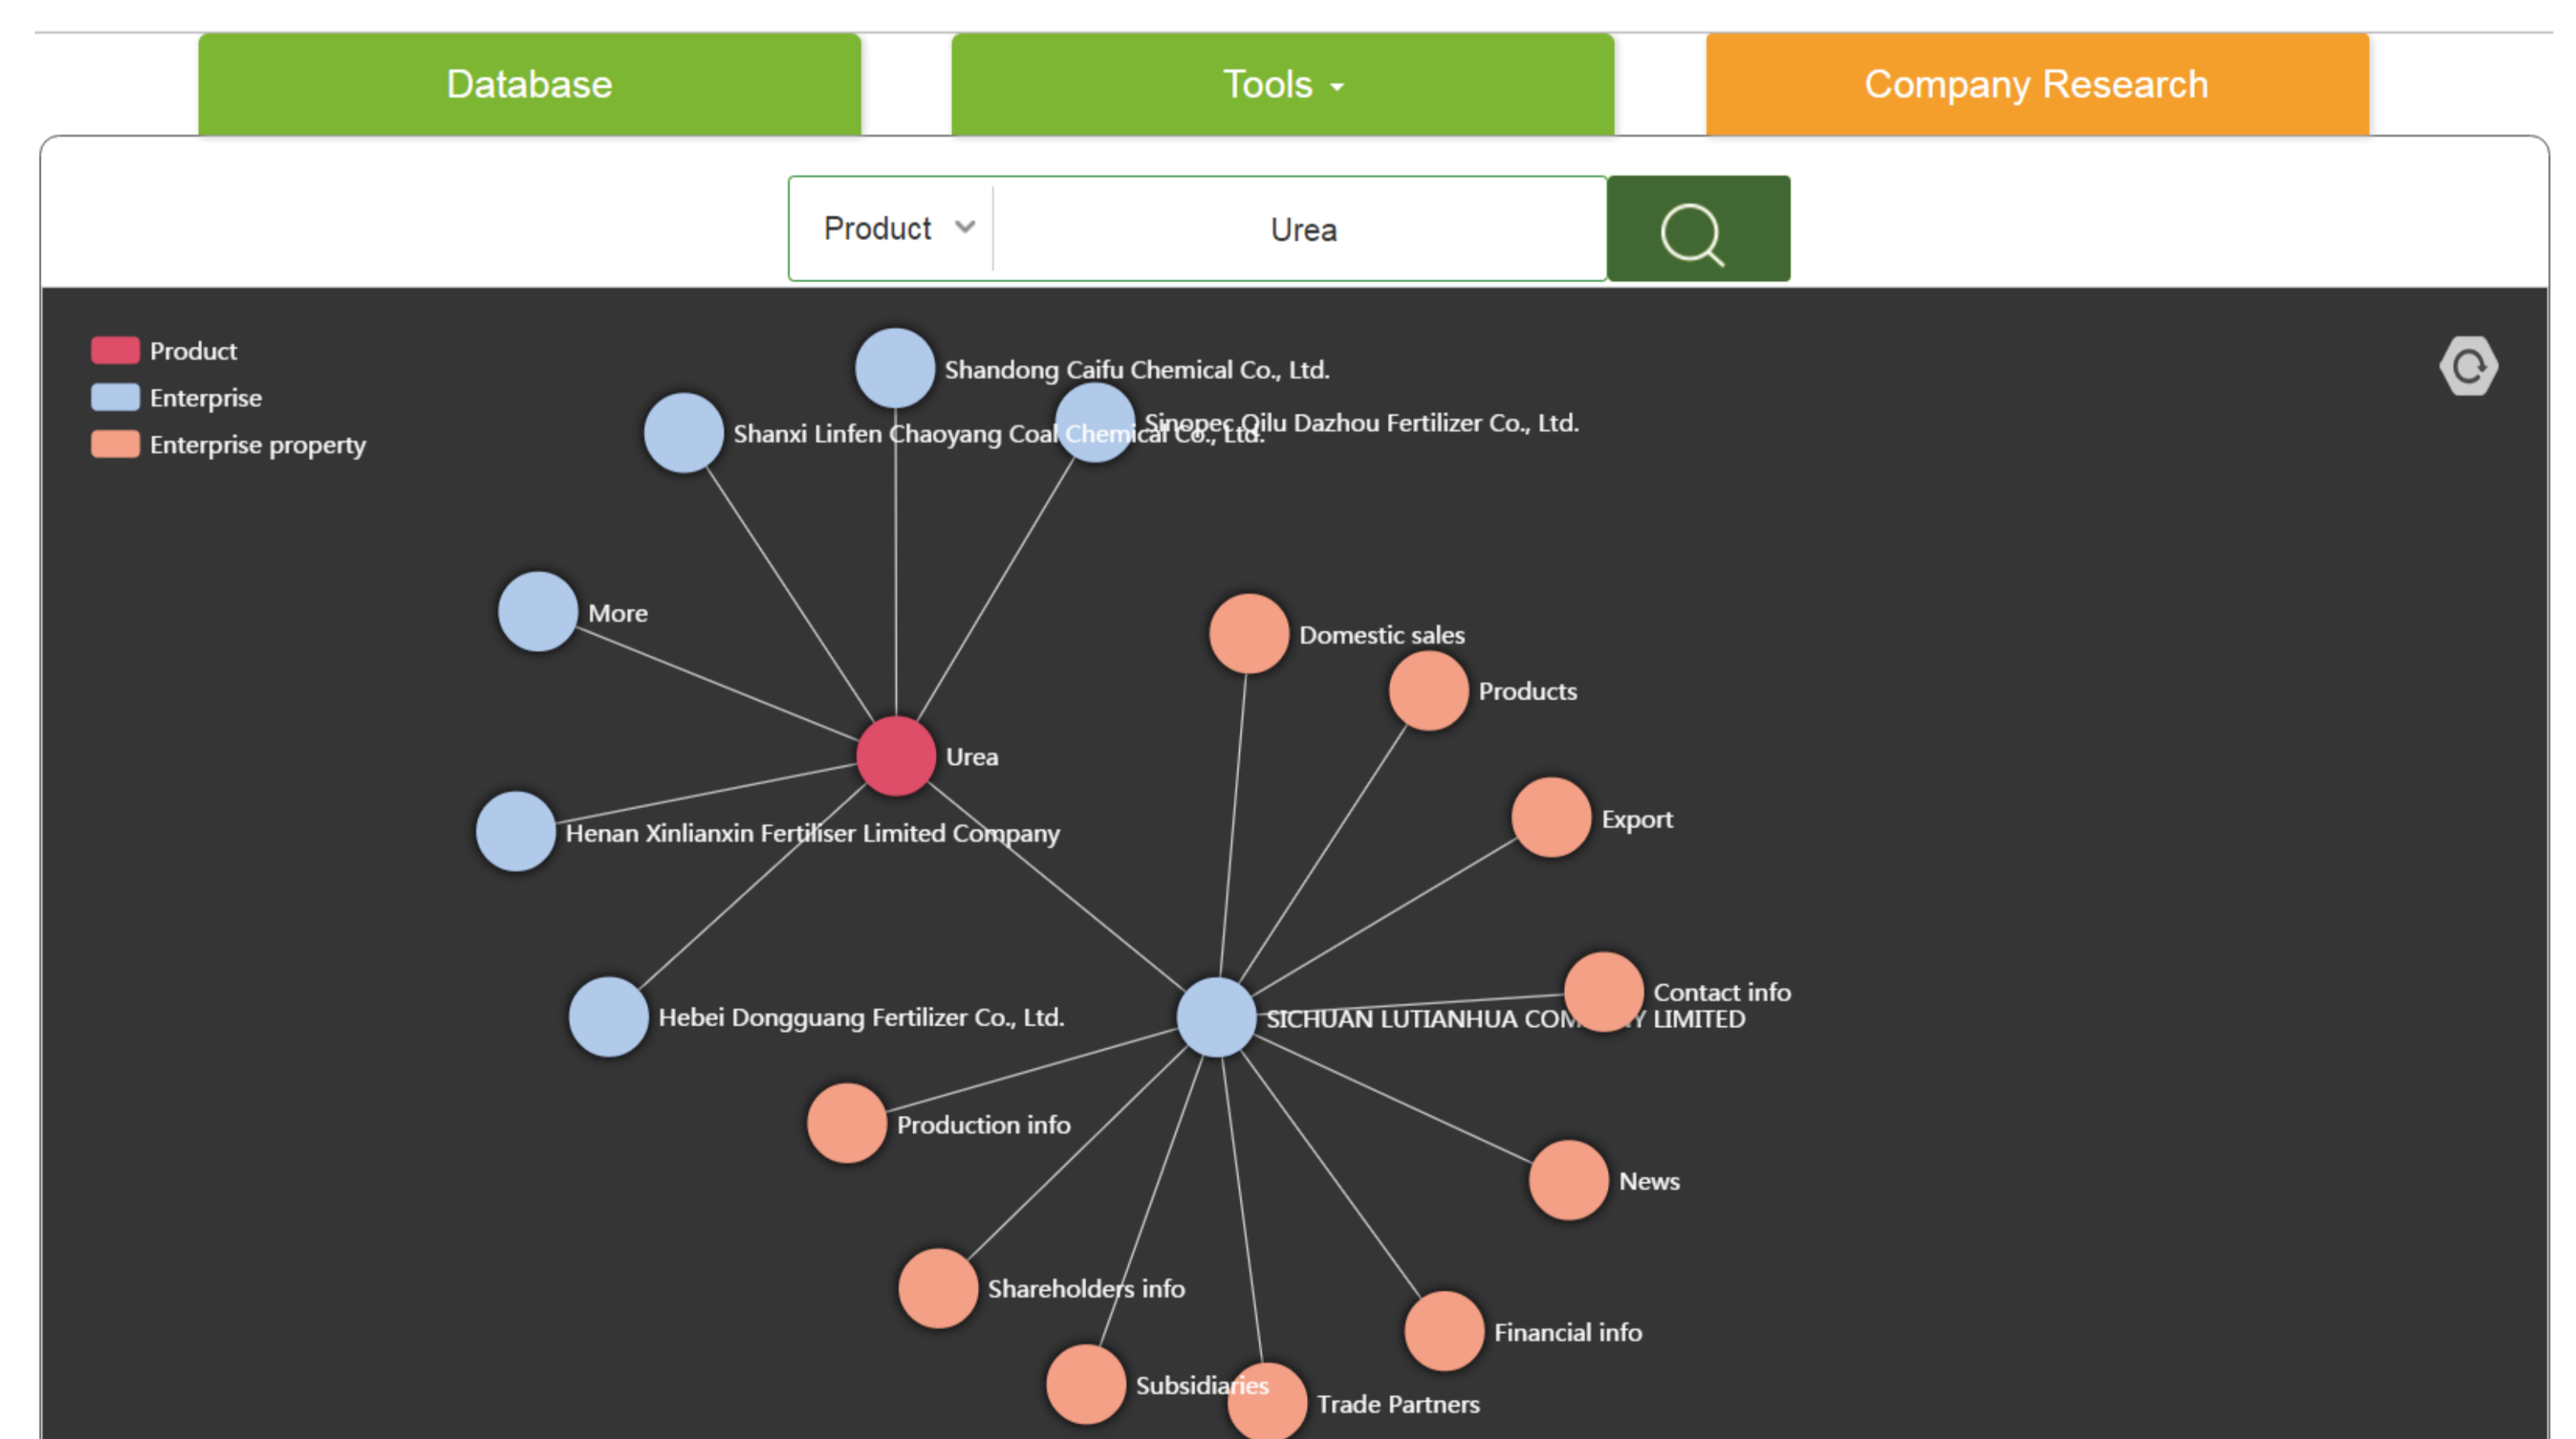 Database
Tools
Company Research
Product
Urea
Product
Enterprise
Enterprise property
Shandong Caifu Chemical Co., Ltd.
Sinopec Qilu Dazhou Fertilizer Co., Ltd.
Shanxi Linfen Chaoyang Coal Chemical Co., Ltd.
More
Domestic sales
Products
Urea
Export
Henan Xinlianxin Fertiliser Limited Company
Contact info
Hebei Dongguang Fertilizer Co., Ltd.
SICHUAN LUTIANHUA LIMITED
Production info
News
Shareholders info
Financial info
Subsidiaries
Trade Partners